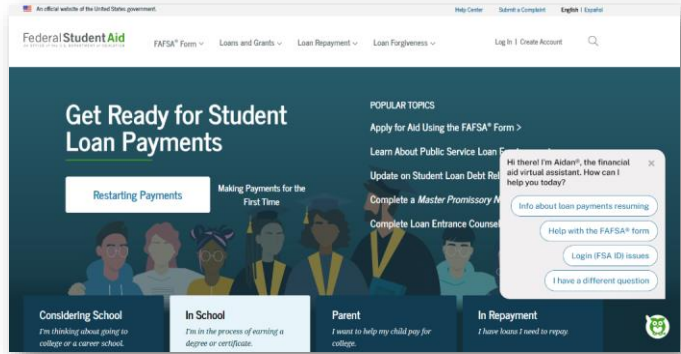 An official website of the United States government.
Help Center Submit a Complaint English | Español
Federal Student Aid
AN OFFICE OF THE U.S. DEPARTMENT OF EDUCATION
FAFSA® Form Loans and Grants Loan Repayment Loan Forgiveness
Log In | Create Account
Get Ready for Student
Loan Payments
Restarting Payments
Making Payments for the
First Time
POPULAR TOPICS
Apply for Aid Using the FAFSA® Form >
Learn About Public Service Loan
Update on Student Loan Debt
Complete a Master Promissory
Complete Loan Entrance
Hi there! I'm Aidan®, the financial
aid virtual assistant. How can I
help you today?
Info about loan payments resuming
Help with the FAFSA® form
Login (FSA ID) issues
I have a different question
Considering School
I'm thinking about going to
college or a career school.
In School
I'm in the process of earning a
degree or certificate.
Parent
I want to help my child pay for
college.
In Repayment
I have loans I need to repay.